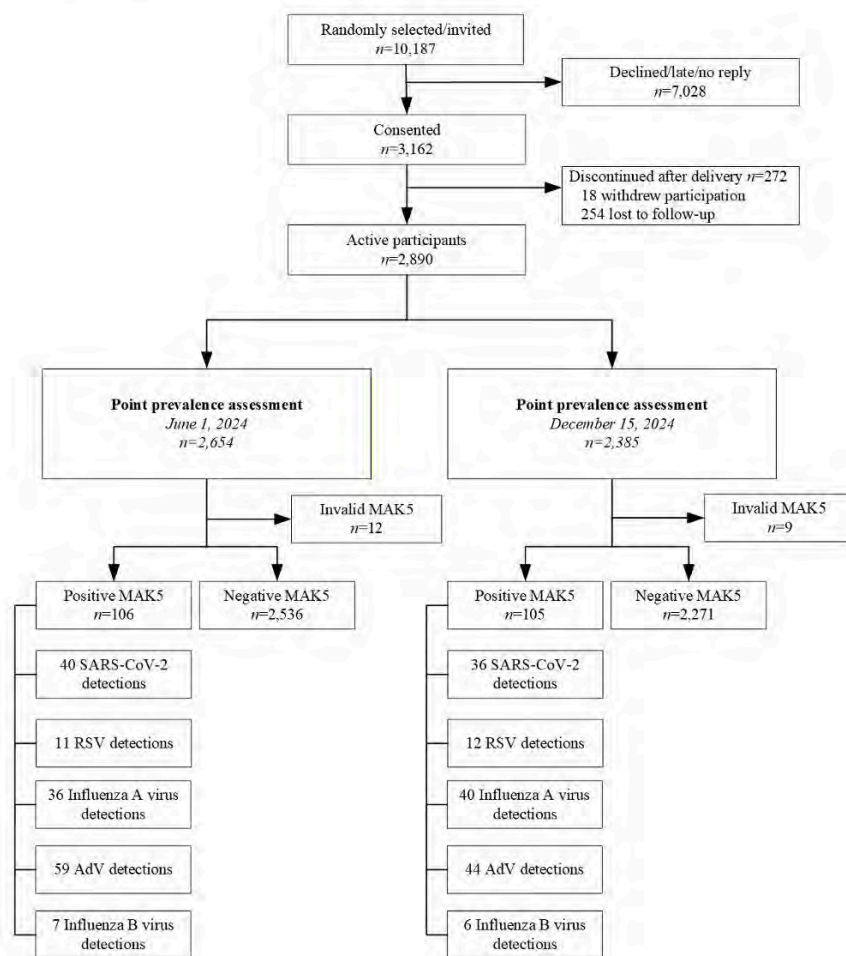 Randomly selected/invited
n=10,187
Declined/late/no reply
n=7,028
Consented
n=3,162
Discontinued after delivery n=272
18 withdrew participation
254 lost to follow-up
Active participants
n=2,890
Point prevalence assessment
June 1, 2024
n=2,654
Point prevalence assessment
December 15, 2024
n=2,385
Invalid MAK5
n=12
Invalid MAK5
n=9
Positive MAK5
n=106
Negative MAK5
n=2,536
Positive MAK5
n=105
Negative MAK5
n=2,271
40 SARS-CoV-2
detections
36 SARS-CoV-2
detections
11 RSV detections
12 RSV detections
36 Influenza A virus
detections
40 Influenza A virus
detections
59 AdV detections
44 AdV detections
7 Influenza B virus
detections
6 Influenza B virus
detections